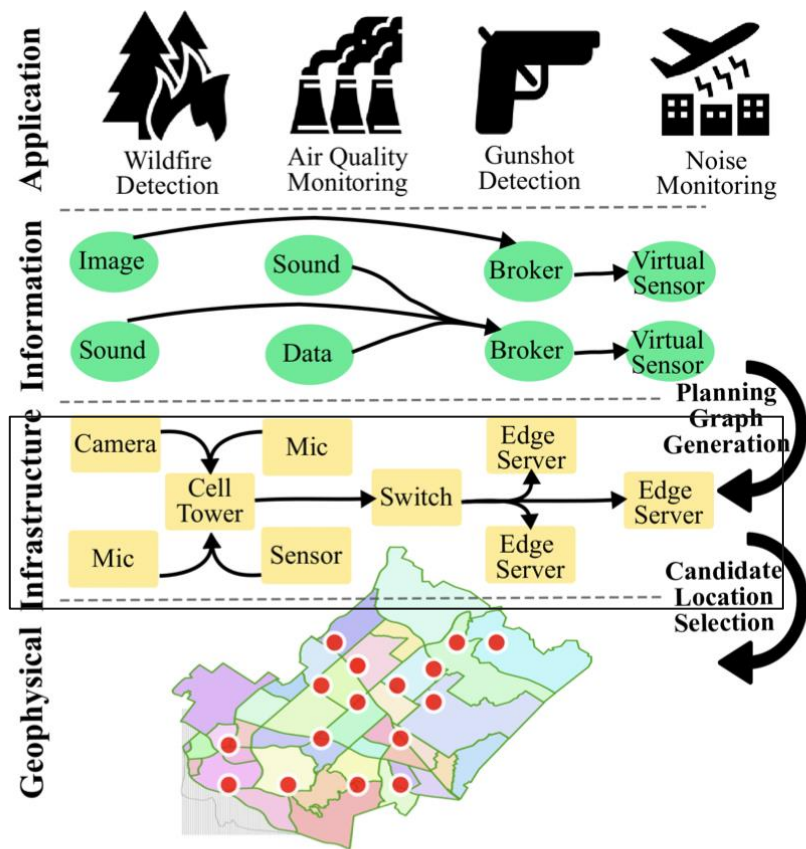 Application
Wildfire
Detection
Air Quality
Monitoring
Gunshot
Detection
Noise
Monitoring
Information
Image
Sound
Broker
Virtual
Sensor
Sound
Data
Broker
Virtual
Sensor
Planning
Graph
Generation
Infrastructure
Camera
Mic
Cell
Tower
Switch
Edge
Server
Edge
Server
Mic
Sensor
Edge
Server
Candidate
Location
Selection
Geophysical